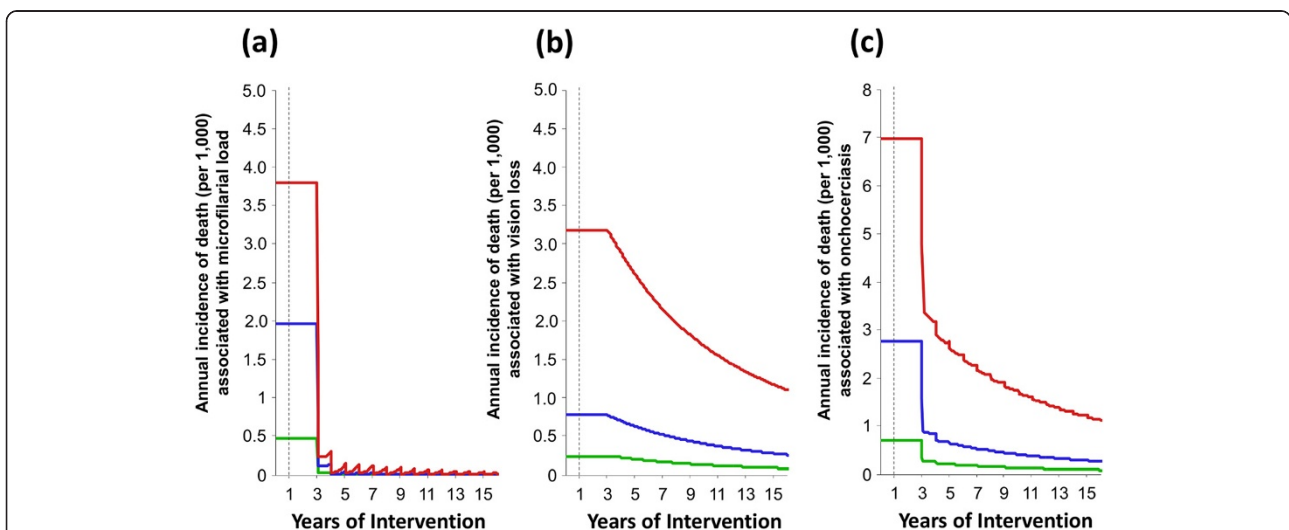 (a)
Annual incidence of death (per 1,000)
associated with microfilarial load
5.0
4.5
4.0
3.5
3.0
2.5
2.0
1.5
1
0.5
0
1 3 5 7 9 11 13 15
Years of Intervention
(b)
Annual incidence of death (per 1,000)
associated with vision loss
5.0
4.5
4.0
3.5
3.0
2.5
2.0
1.5
1.0
0.5
0
1 3 5 7 9 11 13 15
Years of Intervention
(c)
Annual incidence of death (per 1,000)
associated with onchocerciasis
8
7
6
5
4
3
2
1
0
1 3 5 7 9 11 13 15
Years of Intervention